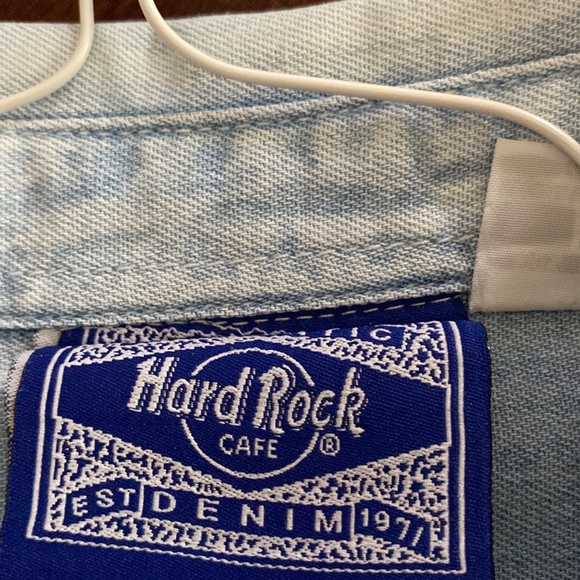 Hard Rock
CAFE ®
EST DENIM 1971